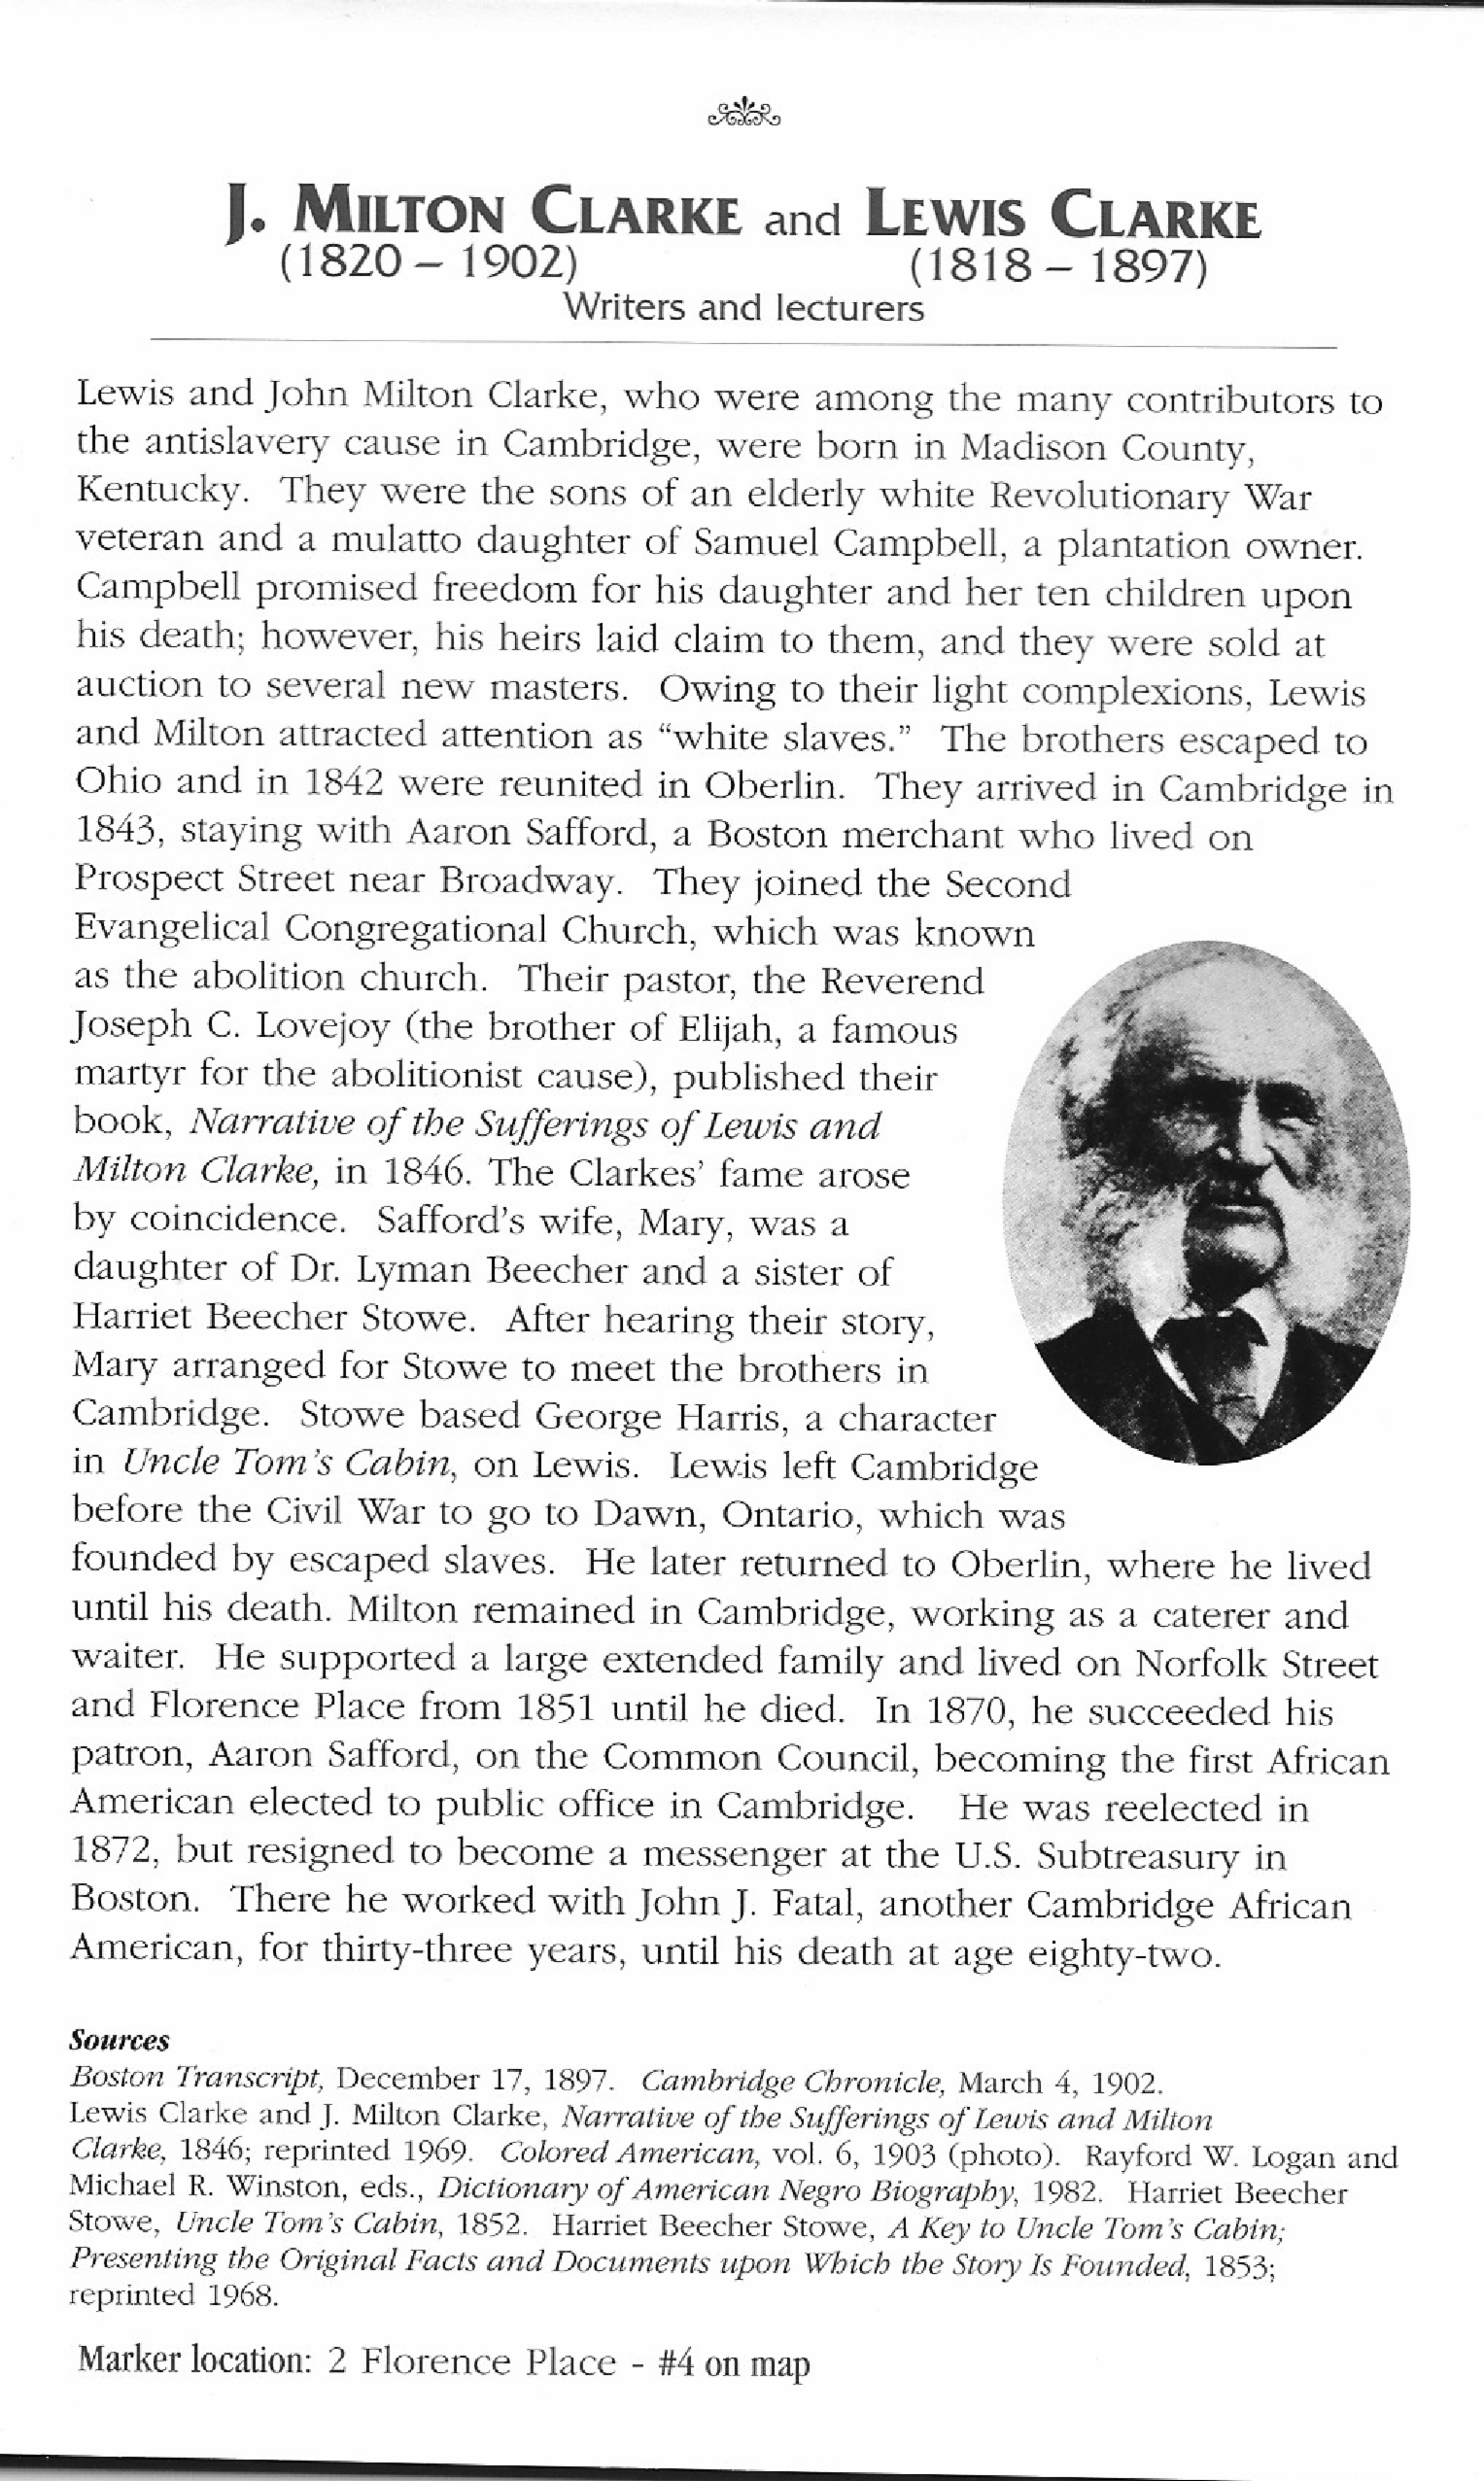 J. MILTON CLARKE and LEWIS CLARKE
(1820 – 1902) (1818 – 1897)
Writers and lecturers
Lewis and John Milton Clarke, who were among the many contributors to
the antislavery cause in Cambridge, were born in Madison County,
Kentucky. They were the sons of an elderly white Revolutionary War
veteran and a mulatto daughter of Samuel Campbell, a plantation owner.
Campbell promised freedom for his daughter and her ten children upon
his death; however, his heirs laid claim to them, and they were sold at
auction to several new masters. Owing to their light complexions, Lewis
and Milton attracted attention as “white slaves.” The brothers escaped to
Ohio and in 1842 were reunited in Oberlin. They arrived in Cambridge in
1843, staying with Aaron Safford, a Boston merchant who lived on
Prospect Street near Broadway. They joined the Second
Evangelical Congregational Church, which was known
as the abolition church. Their pastor, the Reverend
Joseph C. Lovejoy (the brother of Elijah, a famous
martyr for the abolitionist cause), published their
book, Narrative of the Sufferings of Lewis and
Milton Clarke, in 1846. The Clarkes’ fame arose
by coincidence. Safford’s wife, Mary, was a
daughter of Dr. Lyman Beecher and a sister of
Harriet Beecher Stowe. After hearing their story,
Mary arranged for Stowe to meet the brothers in
Cambridge. Stowe based George Harris, a character
in Uncle Tom’s Cabin, on Lewis. Lewis left Cambridge
before the Civil War to go to Dawn, Ontario, which was
founded by escaped slaves. He later returned to Oberlin, where he lived
until his death. Milton remained in Cambridge, working as a caterer and
waiter. He supported a large extended family and lived on Norfolk Street
and Florence Place from 1851 until he died. In 1870, he succeeded his
patron, Aaron Safford, on the Common Council, becoming the first African
American elected to public office in Cambridge. He was reelected in
1872, but resigned to become a messenger at the U.S. Subtreasury in
Boston. There he worked with John J. Fatal, another Cambridge African
American, for thirty-three years, until his death at age eighty-two.
Sources
Boston Transcript, December 17, 1897. Cambridge Chronicle, March 4, 1902.
Lewis Clarke and J. Milton Clarke, Narrative of the Sufferings of Lewis and Milton
Clarke, 1846; reprinted 1969. Colored American, vol. 6, 1903 (photo). Rayford W. Logan and
Michael R. Winston, eds., Dictionary of American Negro Biography, 1982. Harriet Beecher
Stowe, Uncle Tom’s Cabin, 1852. Harriet Beecher Stowe, A Key to Uncle Tom’s Cabin;
Presenting the Original Facts and Documents upon Which the Story Is Founded, 1853;
reprinted 1968.
Marker location: 2 Florence Place - #4 on map